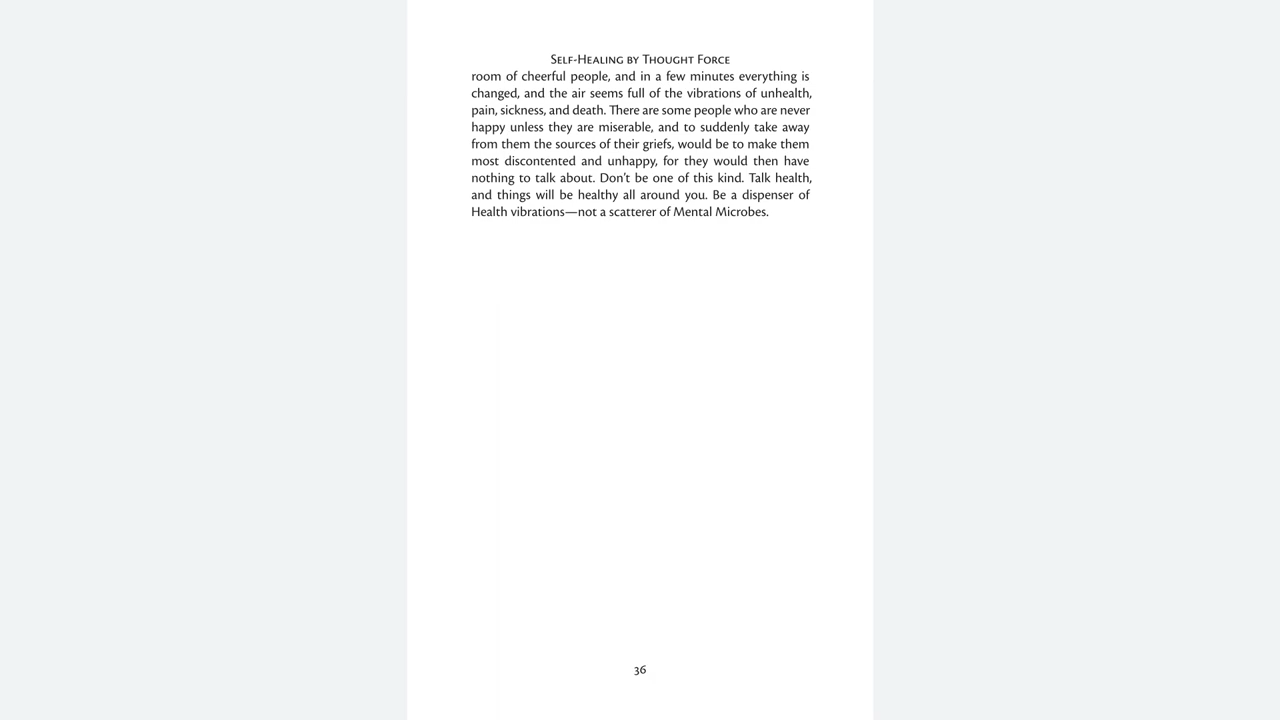 Self-Healing by Thought Force
room of cheerful people, and in a few minutes everything is
changed, and the air seems full of the vibrations of unhealth,
pain, sickness, and death. There are some people who are never
happy unless they are miserable, and to suddenly take away
from them the sources of their griefs, would be to make them
most discontented and unhappy, for they would then have
nothing to talk about. Don’t be one of this kind. Talk health,
and things will be healthy all around you. Be a dispenser of
Health vibrations—not a scatterer of Mental Microbes.
36